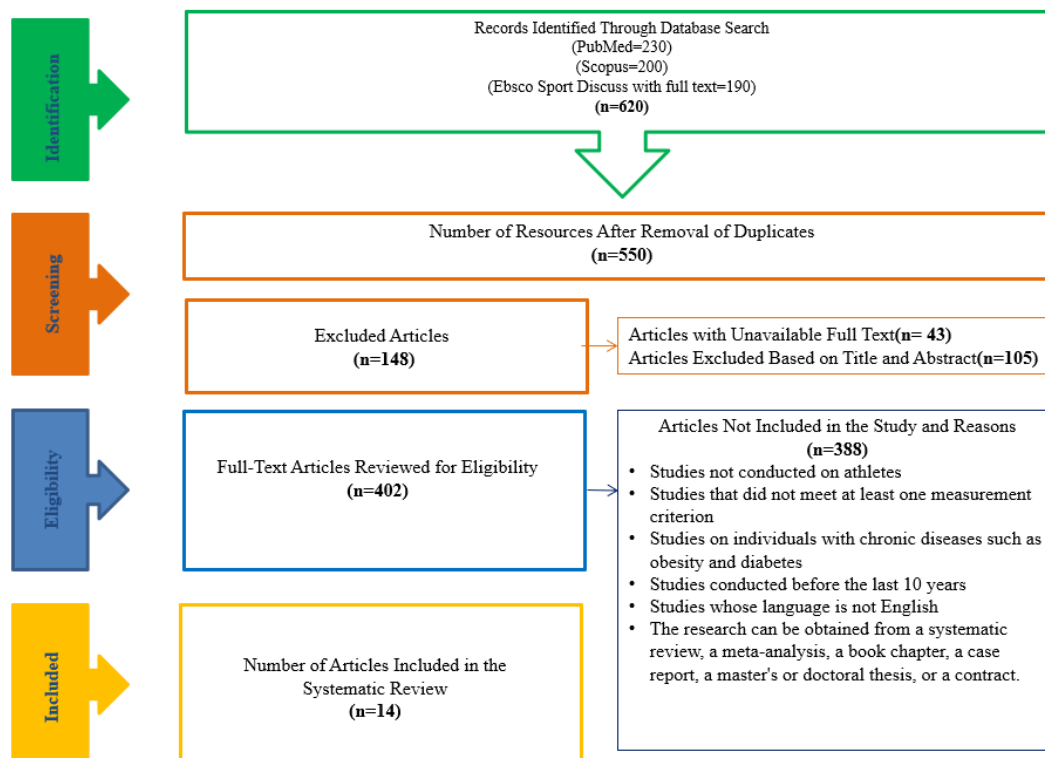 Identification
Records Identified Through Database Search
(PubMed=230)
(Scopus=200)
(Ebsco Sport Discuss with full text=190)
(n=620)
Screening
Number of Resources After Removal of Duplicates
(n=550)
Excluded Articles
(n=148)
Articles with Unavailable Full Text(n= 43)
Articles Excluded Based on Title and Abstract(n=105)
Eligibility
Full-Text Articles Reviewed for Eligibility
(n=402)
Articles Not Included in the Study and Reasons
(n=388)
• Studies not conducted on athletes
• Studies that did not meet at least one measurement
criterion
• Studies on individuals with chronic diseases such as
obesity and diabetes
• Studies conducted before the last 10 years
• Studies whose language is not English
• The research can be obtained from a systematic
review, a meta-analysis, a book chapter, a case
report, a master's or doctoral thesis, or a contract.
Included
Number of Articles Included in the
Systematic Review
(n=14)